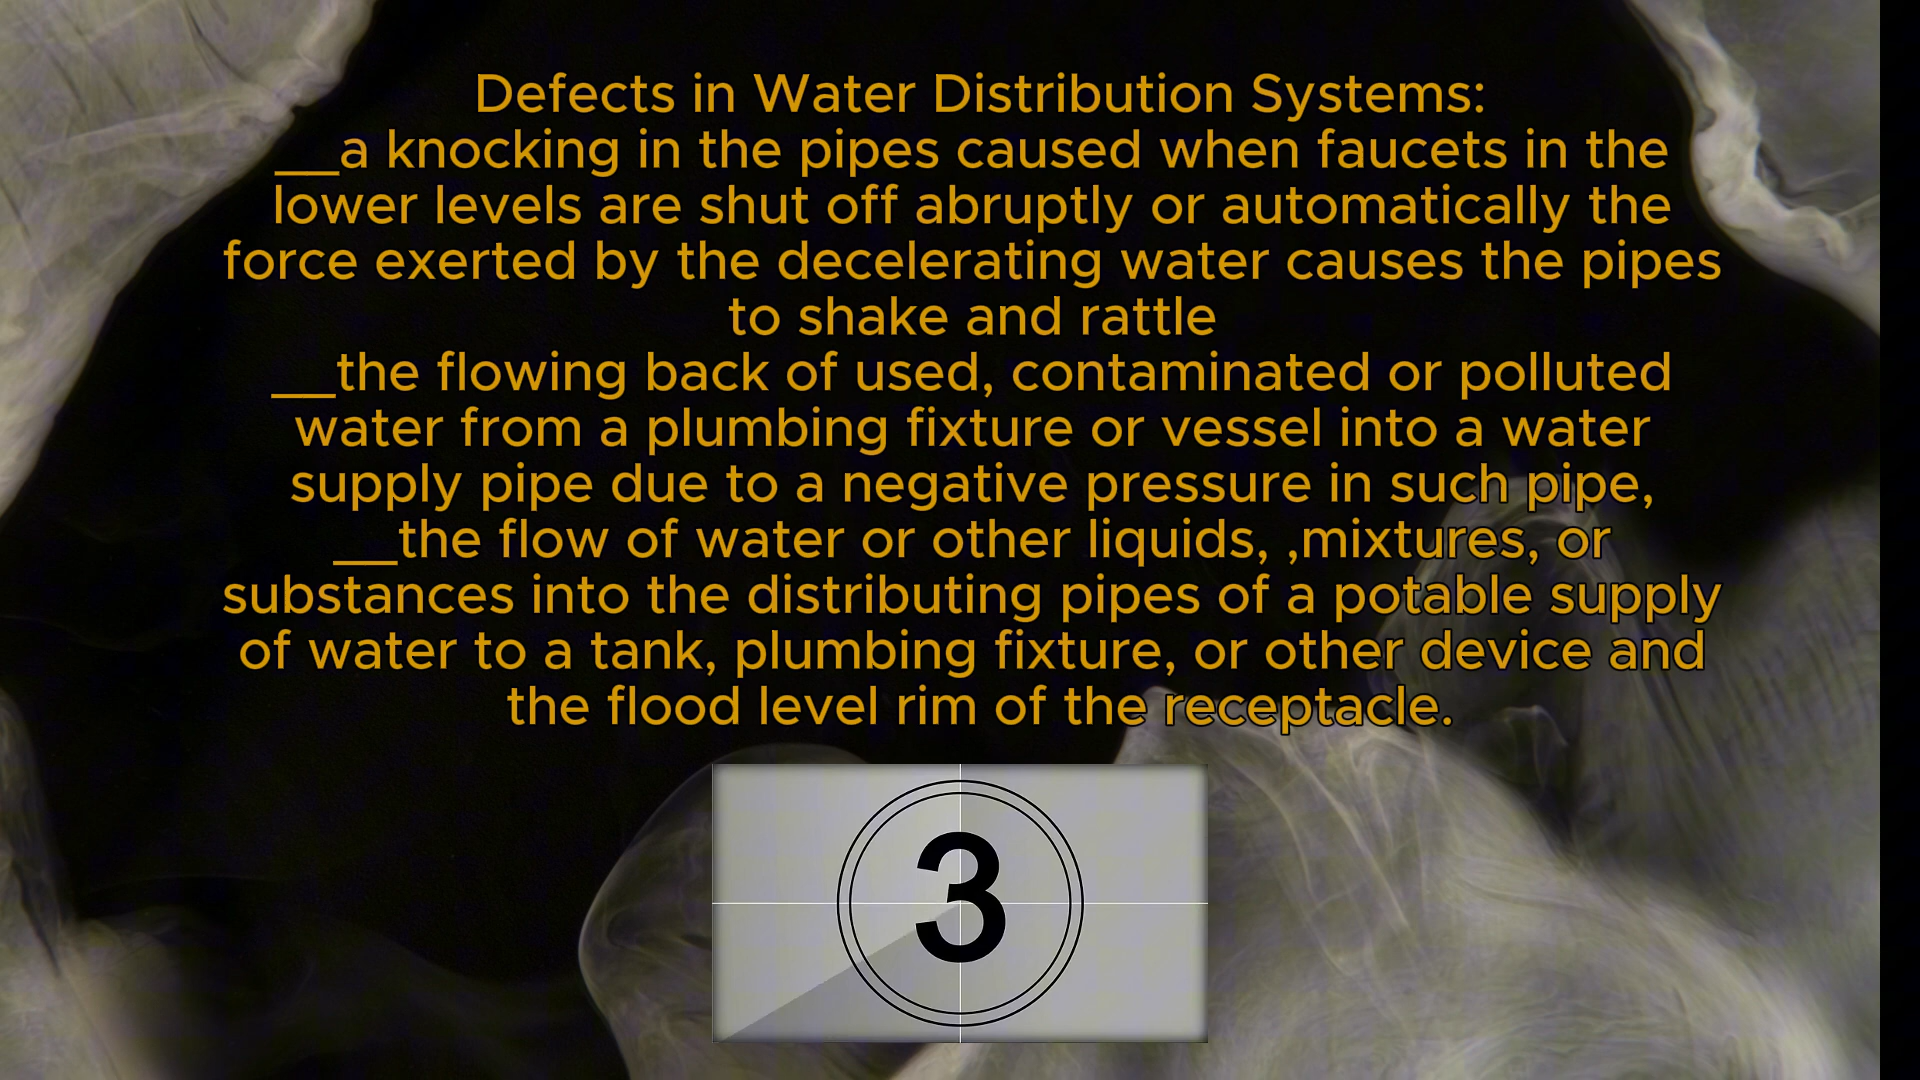 Defects in Water Distribution Systems:
__a knocking in the pipes caused when faucets in the
lower levels are shut off abruptly or automatically the
force exerted by the decelerating water causes the pipes
to shake and rattle
__the flowing back of used, contaminated or polluted
water from a plumbing fixture or vessel into a water
supply pipe due to a negative pressure in such pipe,
__the flow of water or other liquids, ,mixtures, or
substances into the distributing pipes of a potable supply
of water to a tank, plumbing fixture, or other device and
the flood level rim of the receptacle.
3